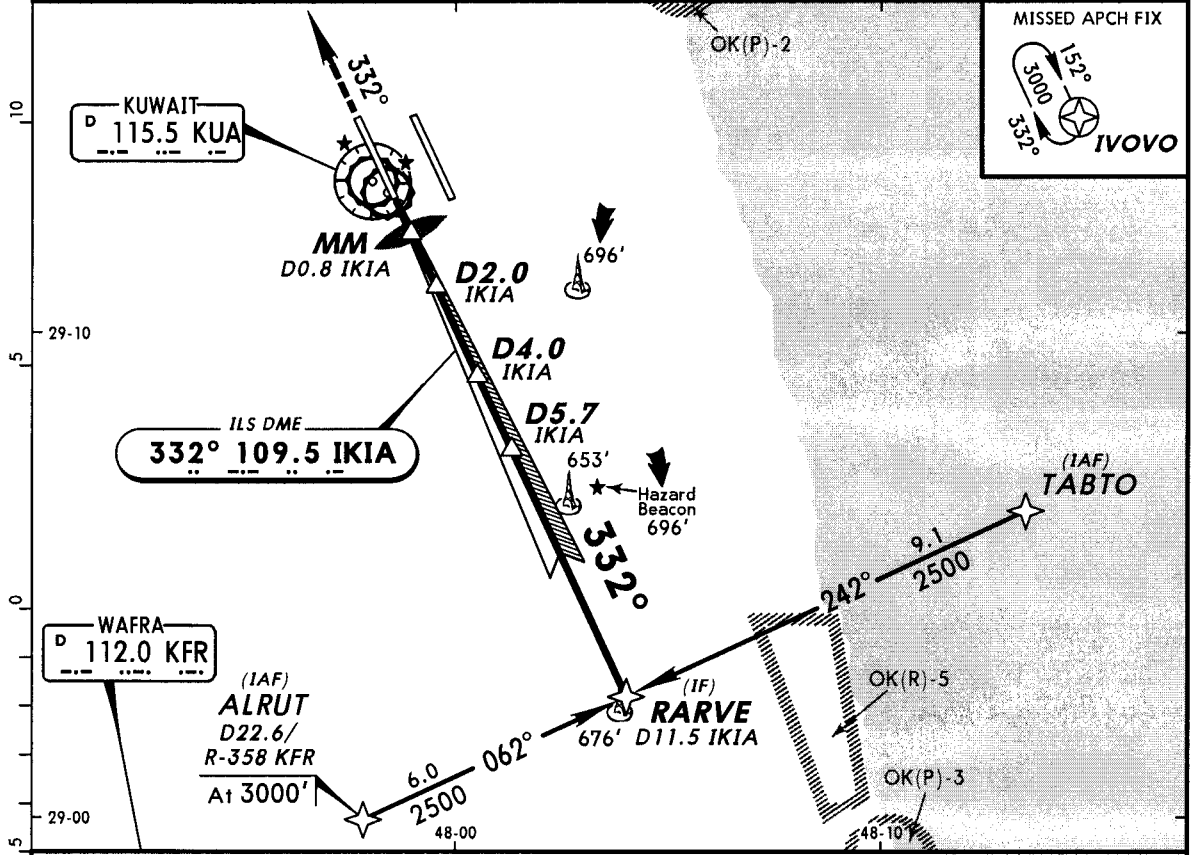 MISSED APCH FIX
152°
3000
332°
IVOVO
OK(P)-2
332°
10
KUWAIT
D 115.5 KUA
MM
D0.8 IKIA
696'
D2.0
IKIA
29-10
5
D4.0
IKIA
D5.7
IKIA
ILS DME
332° 109.5 IKIA
653'
Hazard
Beacon
696'
(IAF)
TABTO
332°
9.1
2500
242°
0
WAFRA
D 112.0 KFR
(IAF)
ALRUT
D22.6/
R-358 KFR
At 3000'
(IF)
RARVE
D11.5 IKIA
676'
OK(R)-5
062°
6.0
2500
OK(P)-3
29-00
48-00
48-10
5